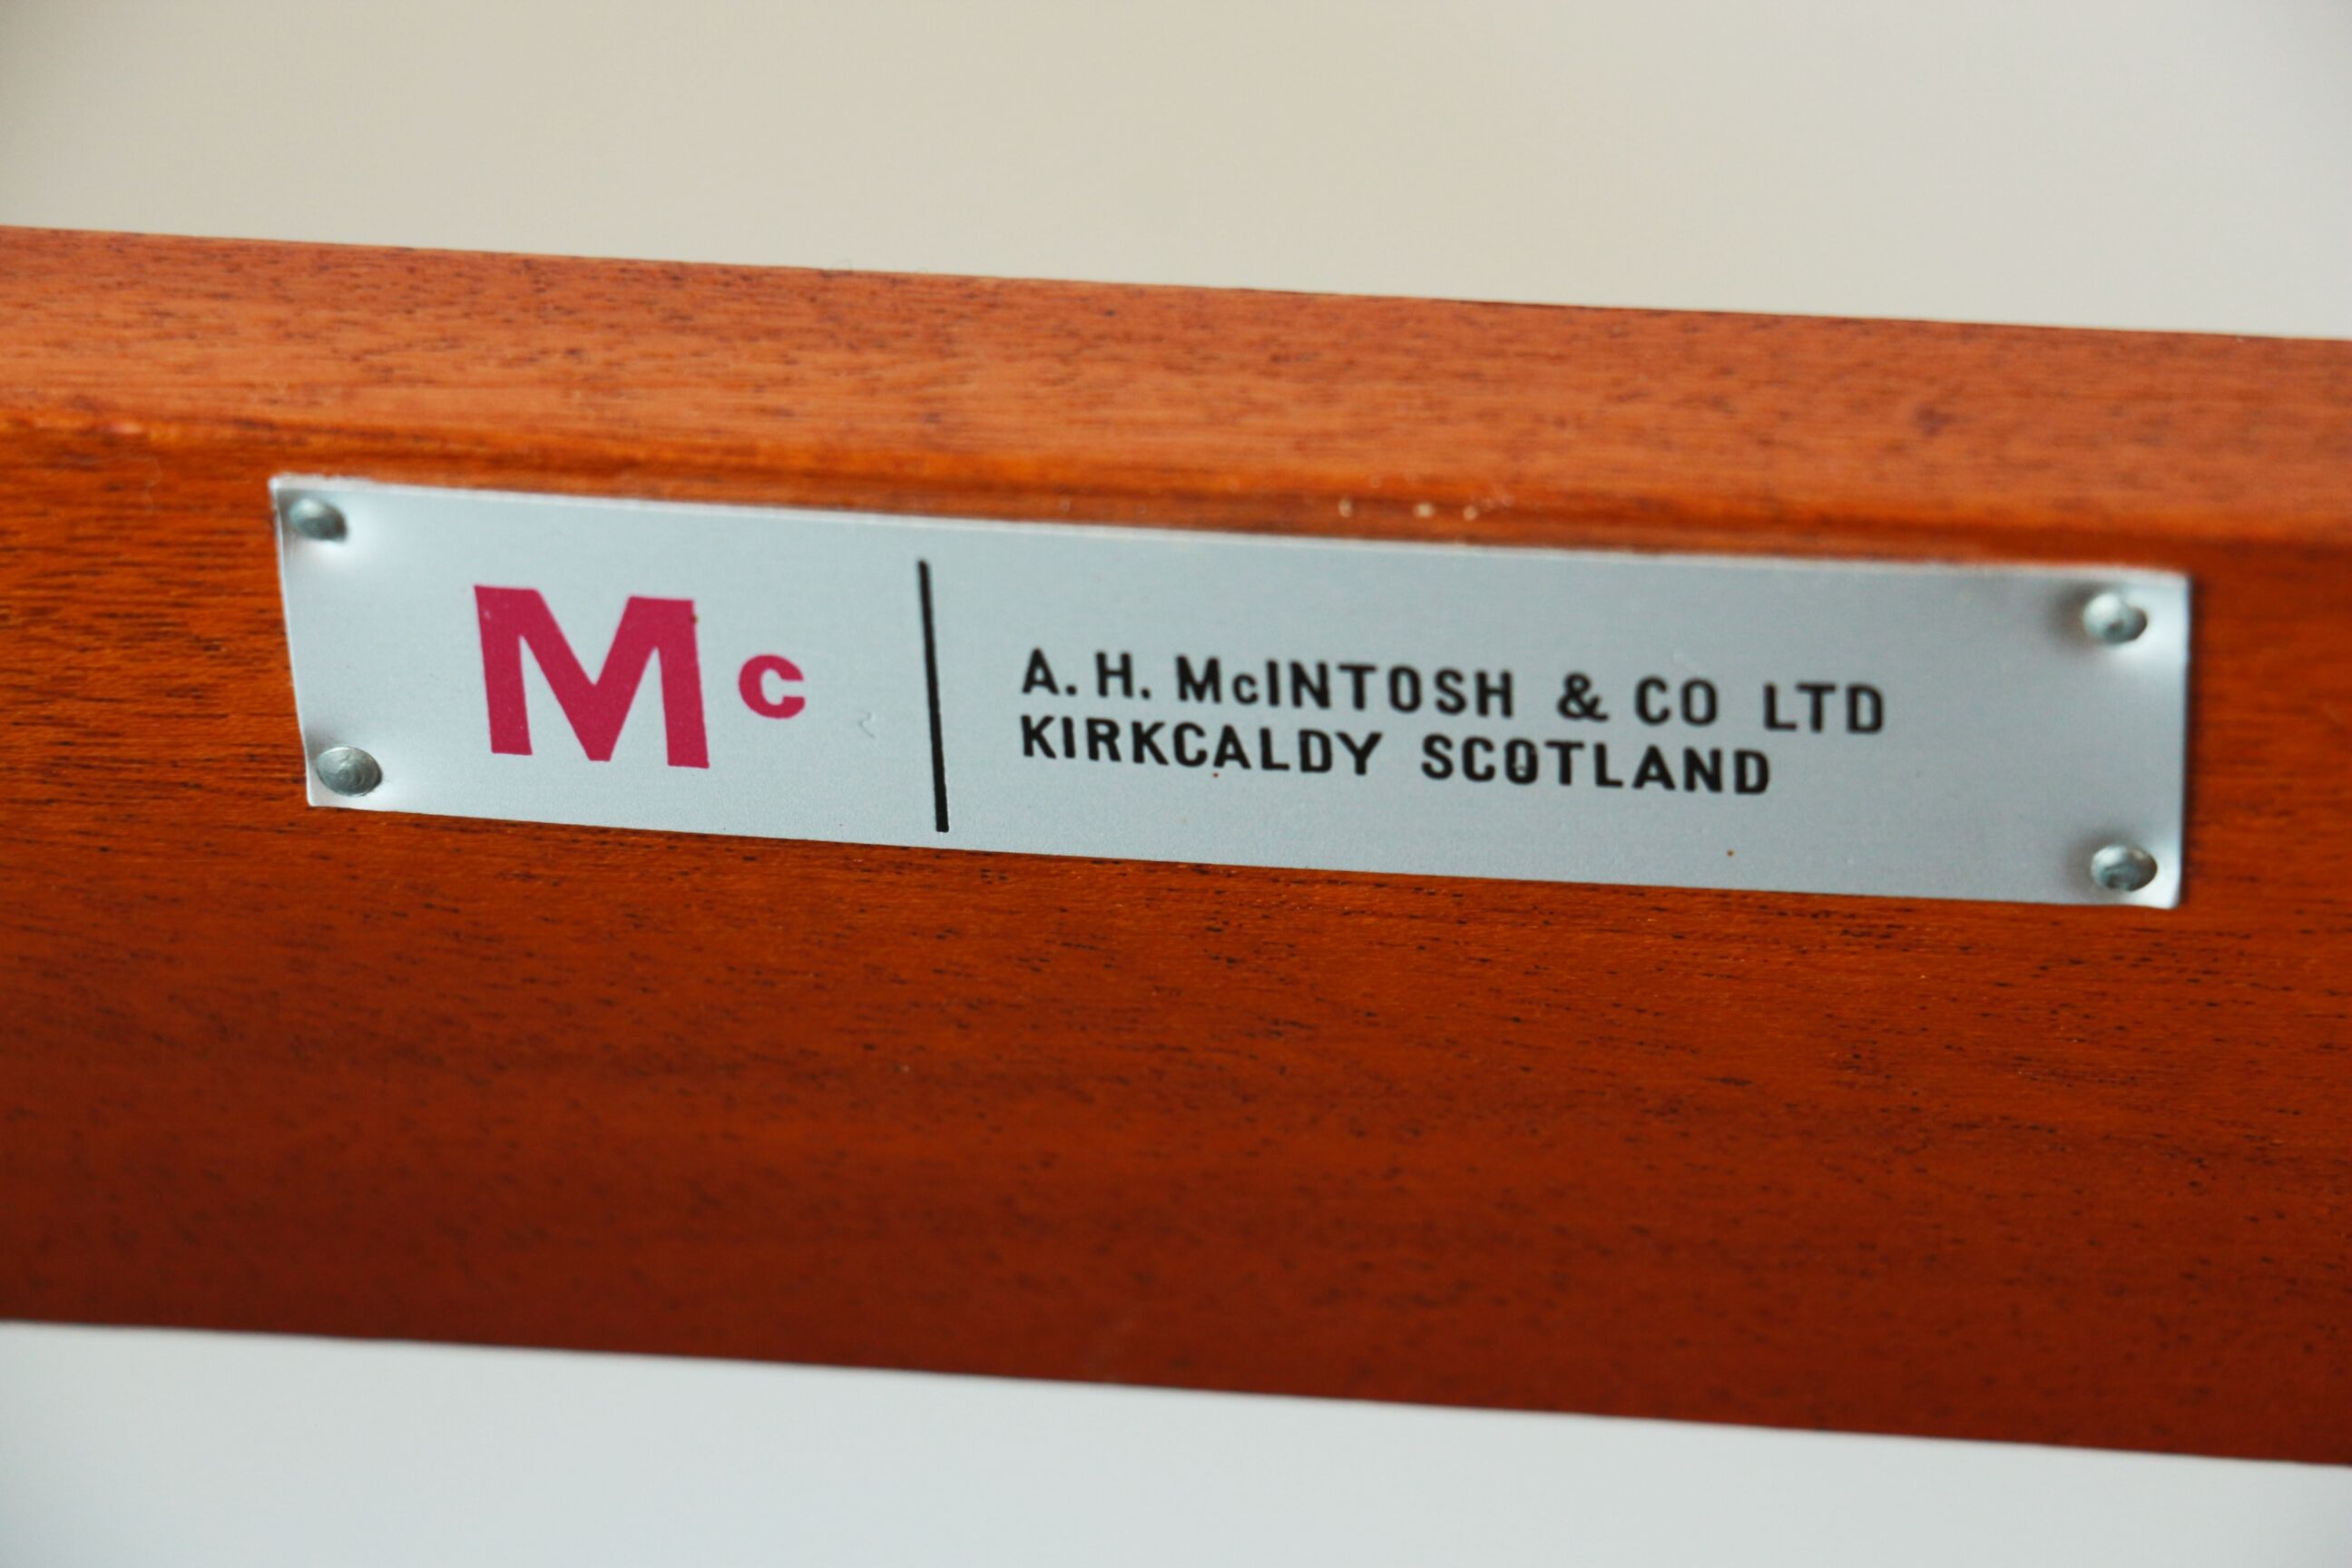 Mc
A. H. McINTOSH & CO LTD
KIRKCALDY SCOTLAND